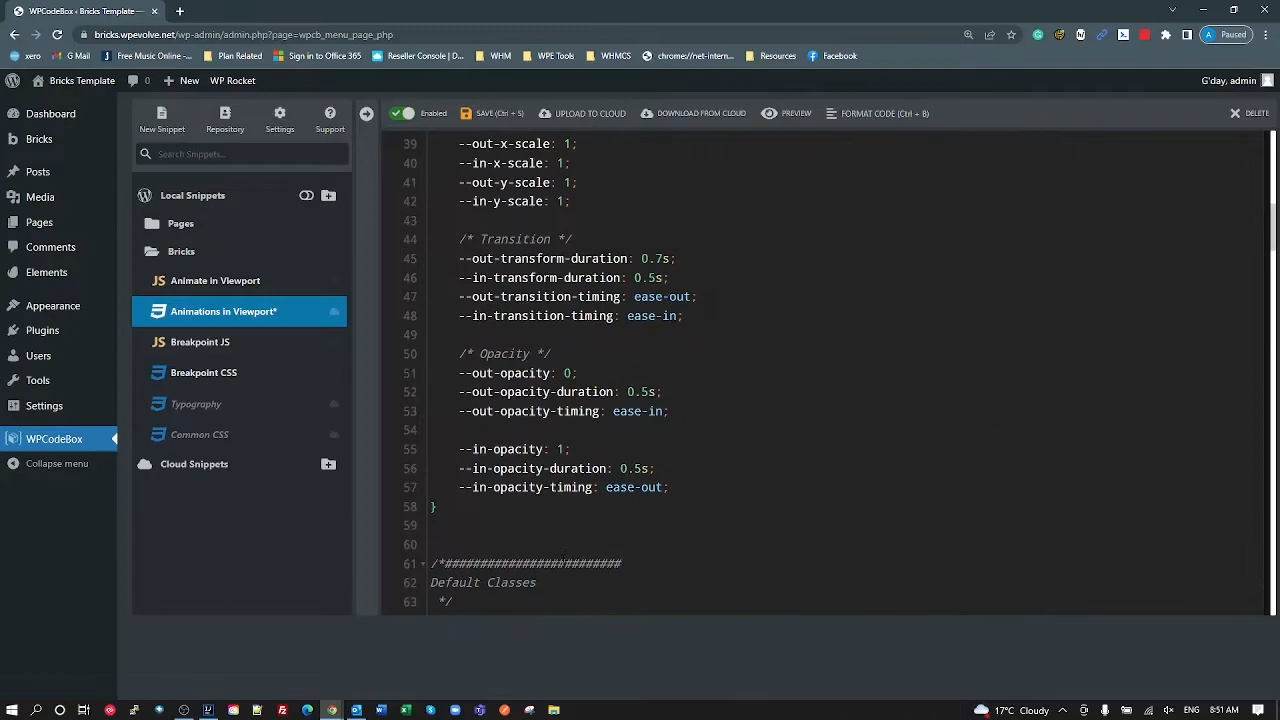 WPCodeBox ‹ Bricks Template —
bricks.wpevolve.net/wp-admin/admin.php?page=wpcb_menu_page_php
A Paused
xero
G Mail
Free Music Online -...
Plan Related
Sign in to Office 365
Reseller Console | D...
WHM
WPE Tools
WHMCS
chrome://net-intern...
Resources
Facebook
Bricks Template
0
New
WP Rocket
G'day, admin
Dashboard
Bricks
Posts
Media
Pages
Comments
Elements
Appearance
Plugins
Users
Tools
Settings
WPCodeBox
Collapse menu
New Snippet
Repository
Settings
Support
Search Snippets...
Local Snippets
Pages
Bricks
JS Animate in Viewport
Animations in Viewport*
JS Breakpoint JS
Breakpoint CSS
Typography
Common CSS
Cloud Snippets
Enabled
SAVE (Ctrl + S)
UPLOAD TO CLOUD
DOWNLOAD FROM CLOUD
PREVIEW
FORMAT CODE (Ctrl + B)
DELETE
39 --out-x-scale: 1;
40 --in-x-scale: 1;
41 --out-y-scale: 1;
42 --in-y-scale: 1;
43
44 /* Transition */
45 --out-transform-duration: 0.7s;
46 --in-transform-duration: 0.5s;
47 --out-transition-timing: ease-out;
48 --in-transition-timing: ease-in;
49
50 /* Opacity */
51 --out-opacity: 0;
52 --out-opacity-duration: 0.5s;
53 --out-opacity-timing: ease-in;
54
55 --in-opacity: 1;
56 --in-opacity-duration: 0.5s;
57 --in-opacity-timing: ease-out;
58 }
59
60
61 /*#########################
62 Default Classes
63 */
17°C Cloudy
ENG
8:51 AM